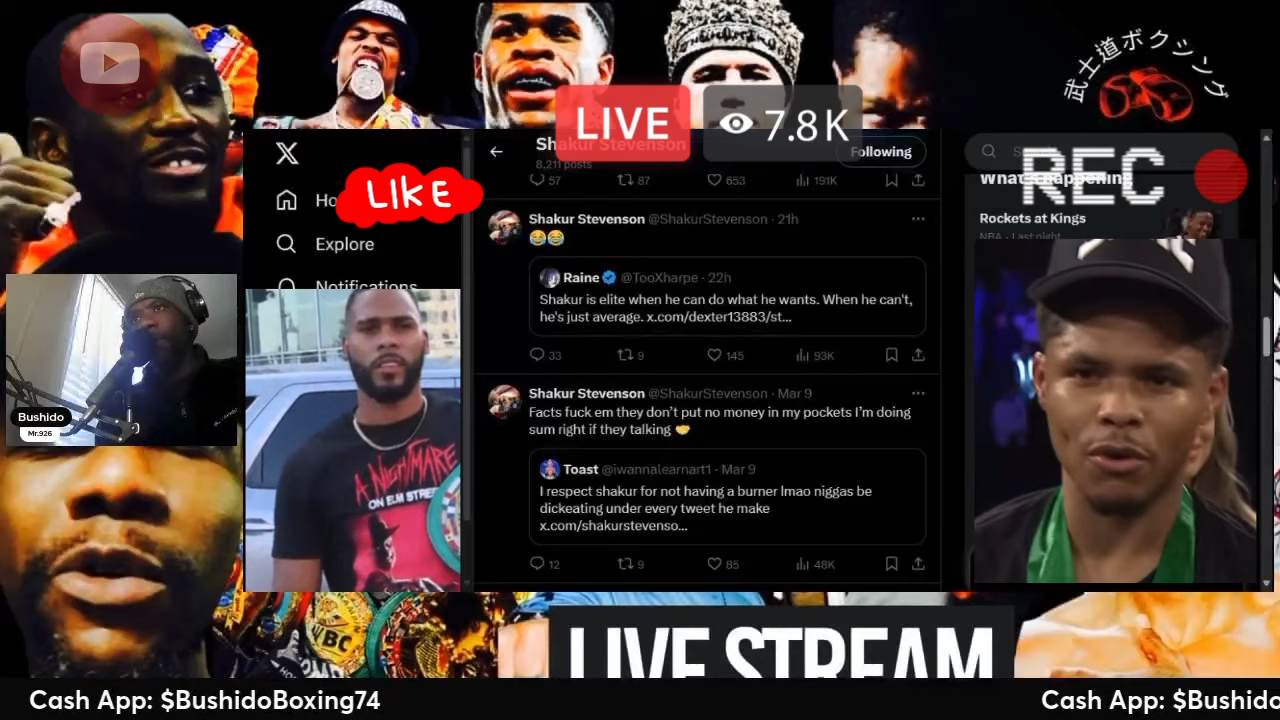 武士道ボクシング
LIVE
7.8K
Shakur Stevenson
8,211 posts
Following
57
87
653
191K
LIKE
Explore
Notifications
What's happening
REC
Rockets at Kings
NBA · Last night
Shakur Stevenson @ShakurStevenson · 21h
😂😂
Raine @TooXharpe · 22h
Shakur is elite when he can do what he wants. When he can't,
he's just average. x.com/dexter13883/st...
33
9
145
93K
Shakur Stevenson @ShakurStevenson · Mar 9
Facts fuck em they don't put no money in my pockets I'm doing
sum right if they talking 🤝
Toast @iwannalearnart1 · Mar 9
I respect shakur for not having a burner lmao niggas be
dickeating under every tweet he make
x.com/shakurstevenso...
12
9
85
48K
Bushido
Mr.926
A NIGHTMARE
ON ELM STREE
WBC
LIVE STREAM
Cash App: $BushidoBoxing74
Cash App: $Bushido